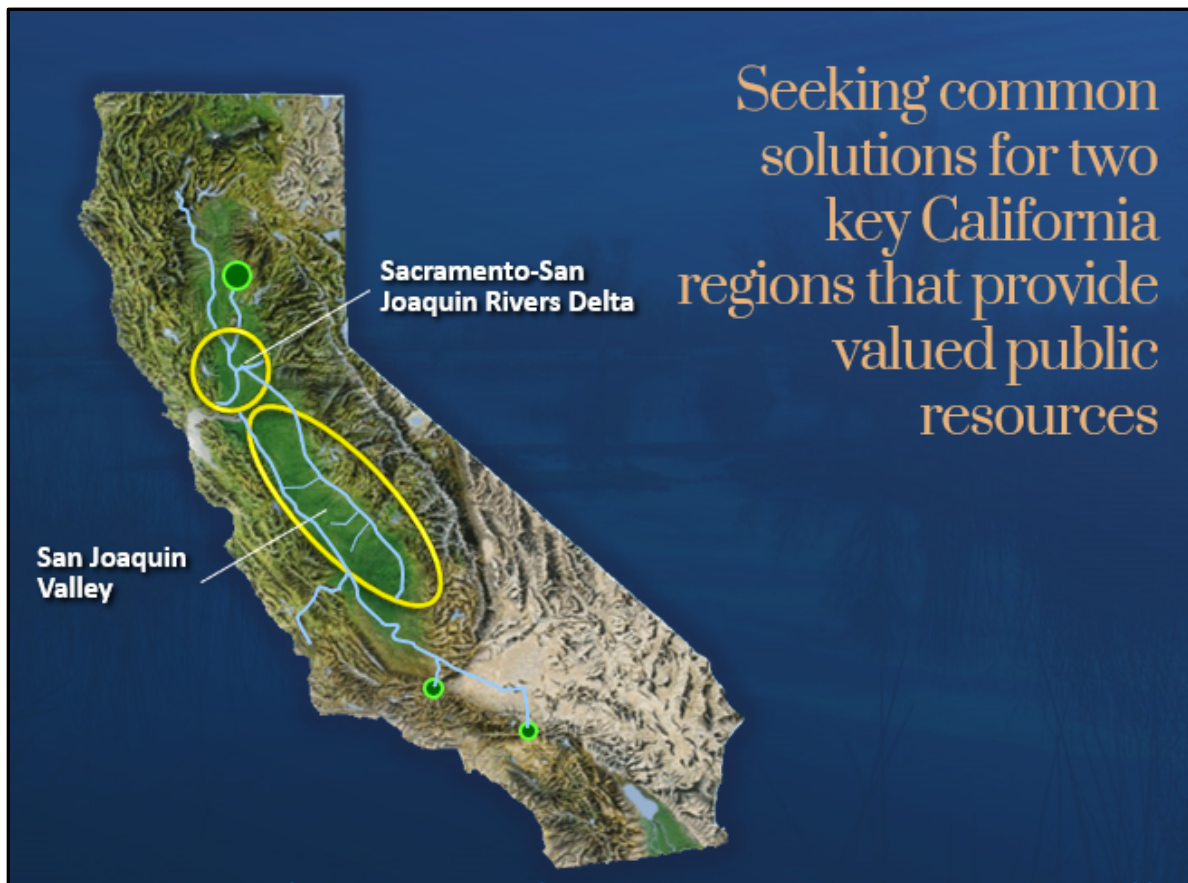 Seeking common
solutions for two
key California
regions that provide
valued public
resources
Sacramento-San
Joaquin Rivers Delta
San Joaquin
Valley